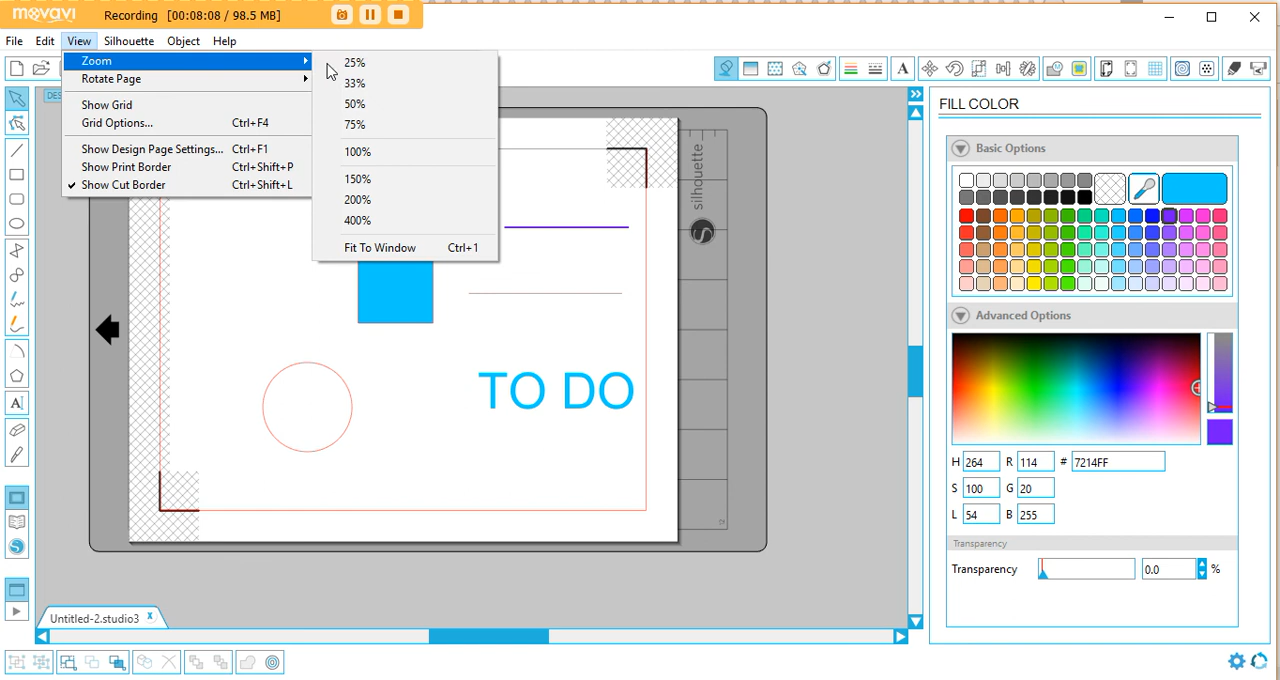 movavi Recording [00:08:08 / 98.5 MB]
File Edit View Silhouette Object Help
Zoom
Rotate Page
Show Grid
Grid Options... Ctrl+F4
Show Design Page Settings... Ctrl+F1
Show Print Border Ctrl+Shift+P
Show Cut Border Ctrl+Shift+L
25%
33%
50%
75%
100%
150%
200%
400%
Fit To Window Ctrl+1
silhouette
TO DO
Untitled-2.studio3 x
FILL COLOR
Basic Options
Advanced Options
H 264 R 114 # 7214FF
S 100 G 20
L 54 B 255
Transparency
Transparency 0.0 %